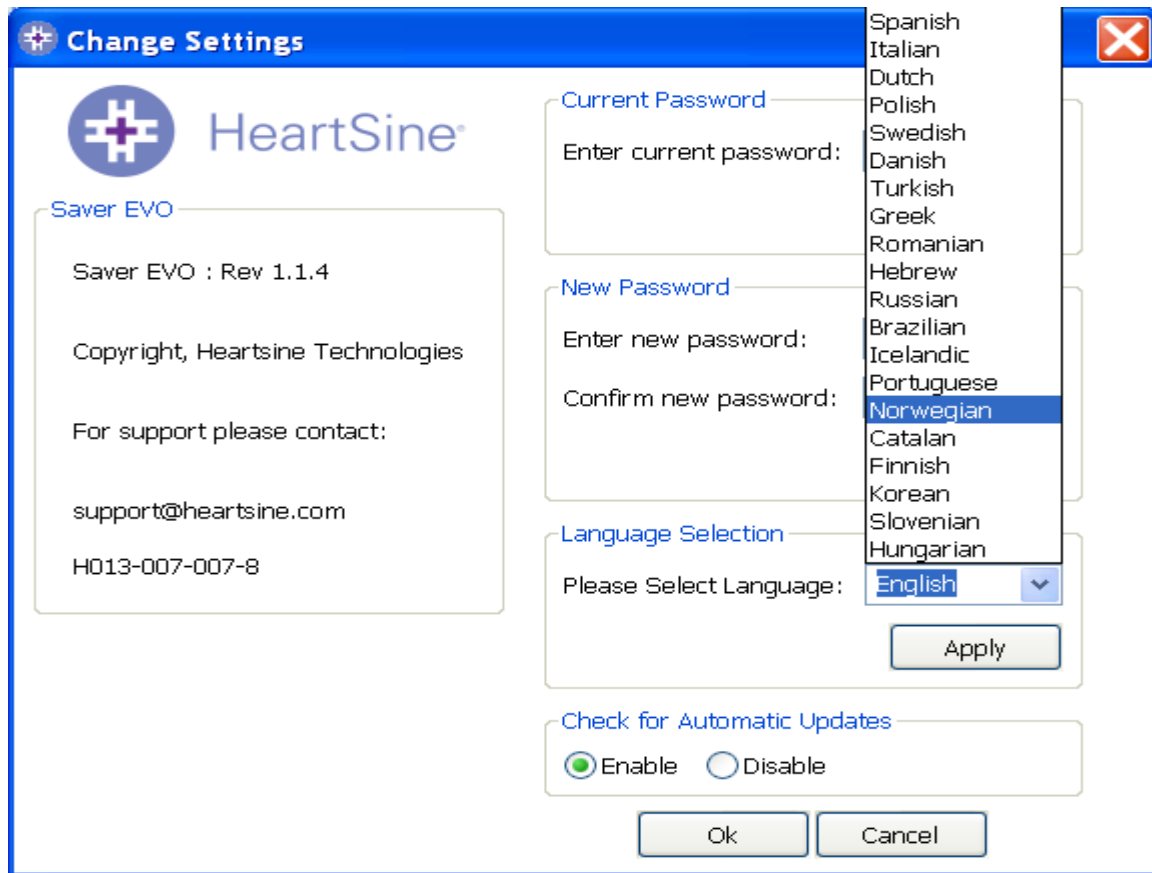 Change Settings
HeartSine®
Saver EVO
Saver EVO : Rev 1.1.4
Copyright, Heartsine Technologies
For support please contact:
support@heartsine.com
H013-007-007-8
Current Password
Enter current password:
New Password
Enter new password:
Confirm new password:
Language Selection
Please Select Language:
Spanish
Italian
Dutch
Polish
Swedish
Danish
Turkish
Greek
Romanian
Hebrew
Russian
Brazilian
Icelandic
Portuguese
Norwegian
Catalan
Finnish
Korean
Slovenian
Hungarian
English
Apply
Check for Automatic Updates
Enable Disable
Ok Cancel